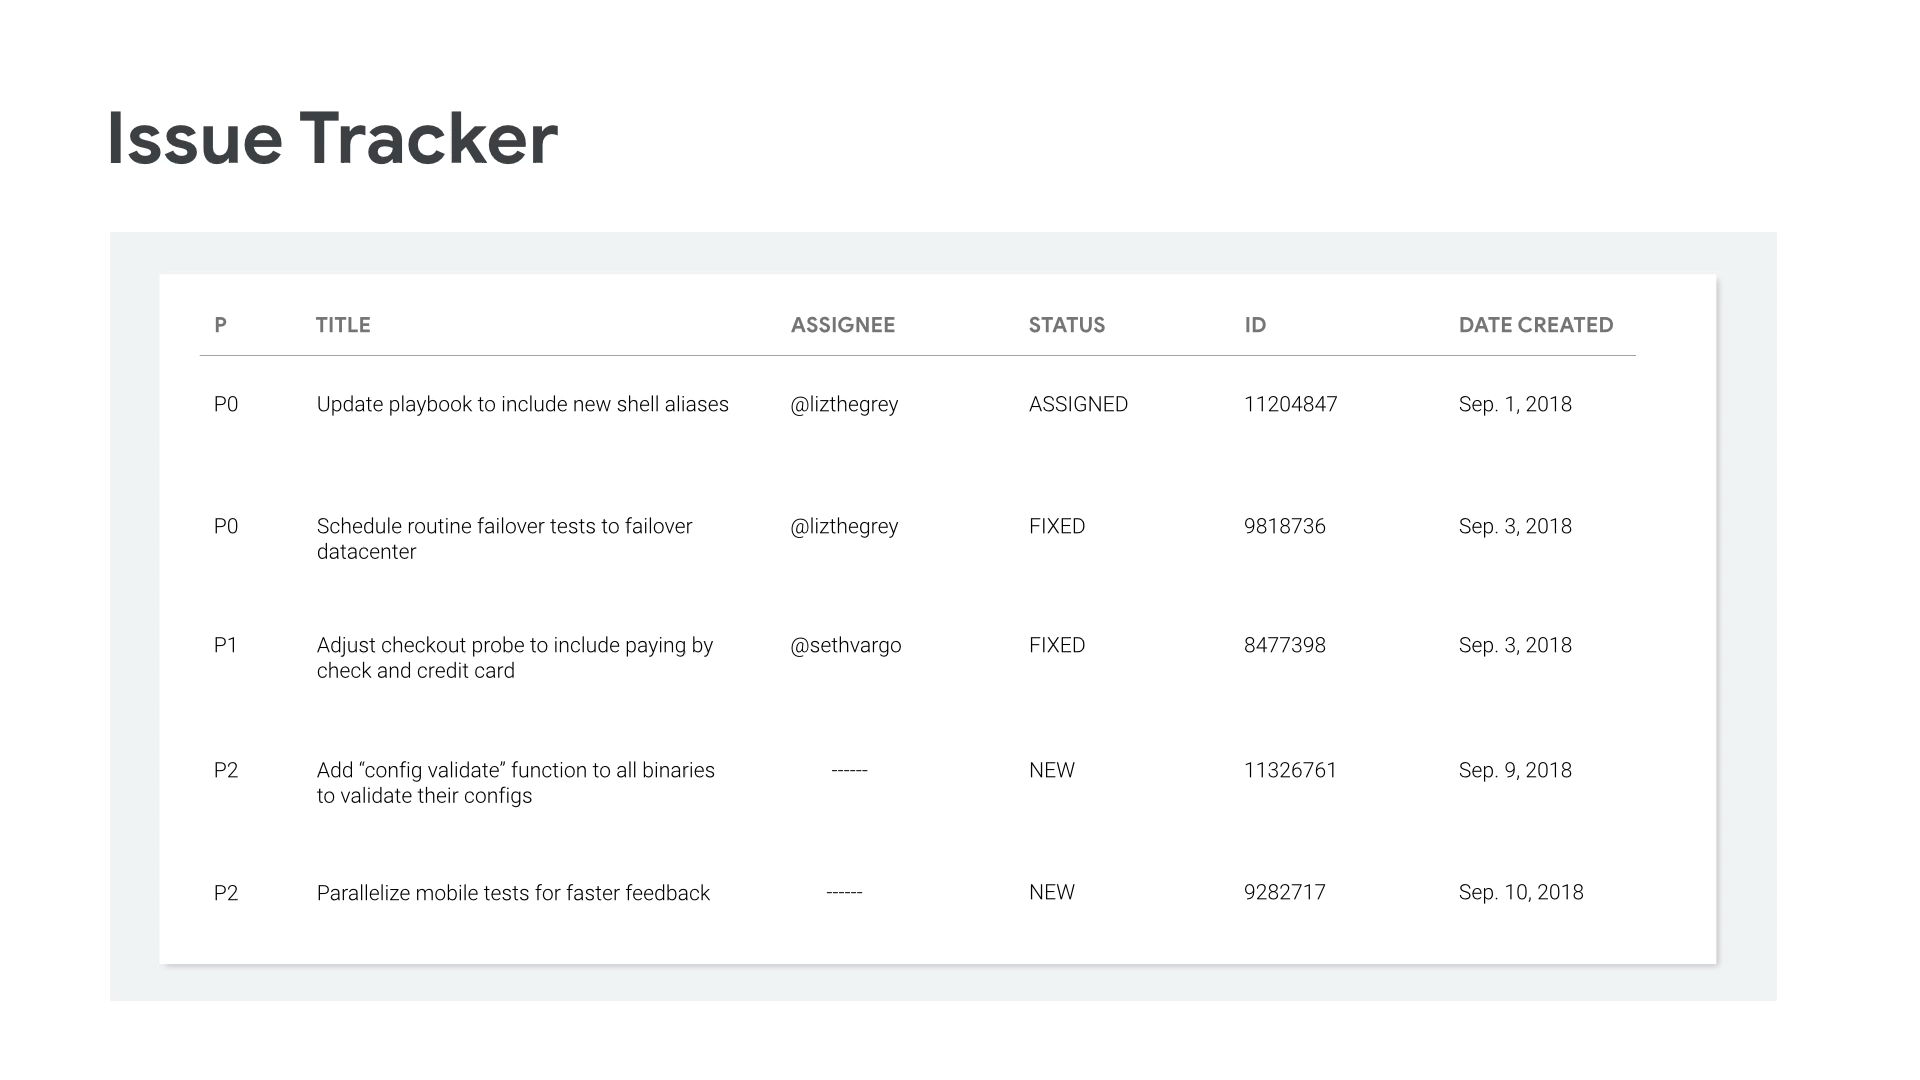 Issue Tracker
P TITLE ASSIGNEE STATUS ID DATE CREATED
P0 Update playbook to include new shell aliases @lizthegrey ASSIGNED 11204847 Sep. 1, 2018
P0 Schedule routine failover tests to failover @lizthegrey FIXED 9818736 Sep. 3, 2018
datacenter
P1 Adjust checkout probe to include paying by @sethvargo FIXED 8477398 Sep. 3, 2018
check and credit card
P2 Add “config validate” function to all binaries ------ NEW 11326761 Sep. 9, 2018
to validate their configs
P2 Parallelize mobile tests for faster feedback ------ NEW 9282717 Sep. 10, 2018